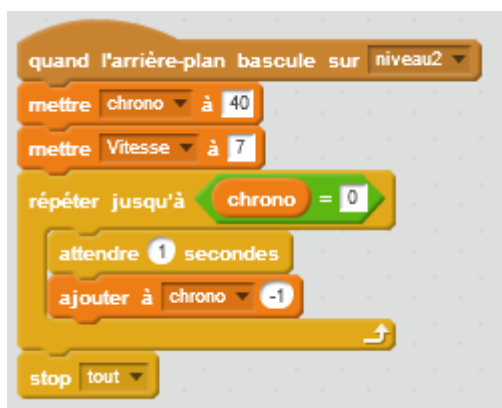 quand l'arrière-plan bascule sur niveau2
mettre chrono à 40
mettre Vitesse à 7
répéter jusqu'à chrono = 0
attendre 1 secondes
ajouter à chrono -1
stop tout